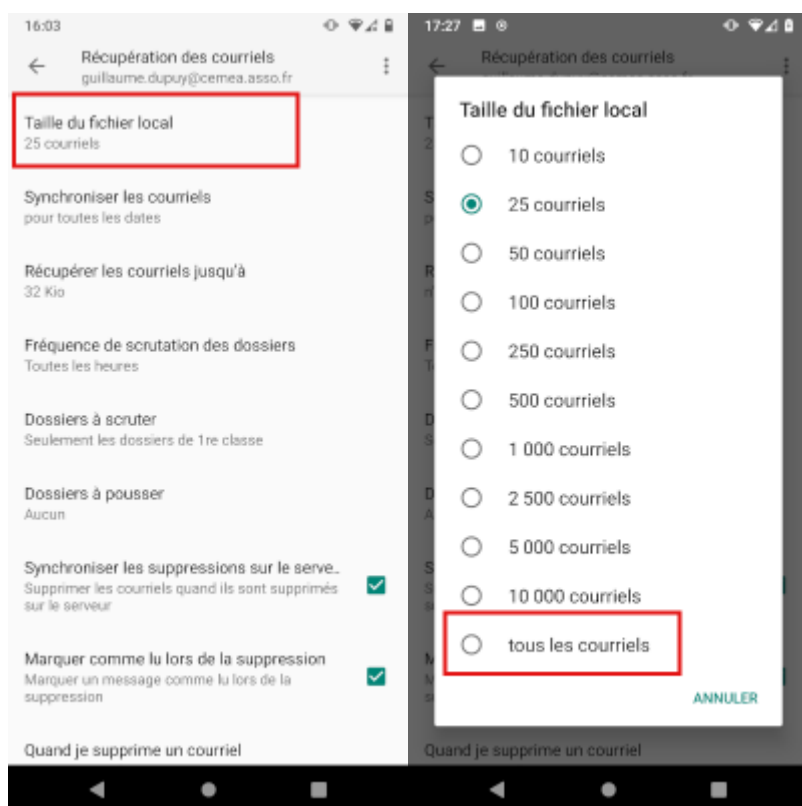 16:03
Récupération des courriels
guillaume.dupuy@cemea.asso.fr
Taille du fichier local
25 courriels
Synchroniser les courriels
pour toutes les dates
Récupérer les courriels jusqu'à
32 Kio
Fréquence de scrutation des dossiers
Toutes les heures
Dossiers à scruter
Seulement les dossiers de 1re classe
Dossiers à pousser
Aucun
Synchroniser les suppressions sur le serve…
Supprimer les courriels quand ils sont supprimés
sur le serveur
Marquer comme lu lors de la suppression
Marquer un message comme lu lors de la
suppression
Quand je supprime un courriel
17:27
Récupération des courriels
Taille du fichier local
10 courriels
25 courriels
50 courriels
100 courriels
250 courriels
500 courriels
1 000 courriels
2 500 courriels
5 000 courriels
10 000 courriels
tous les courriels
ANNULER
Quand je supprime un courriel